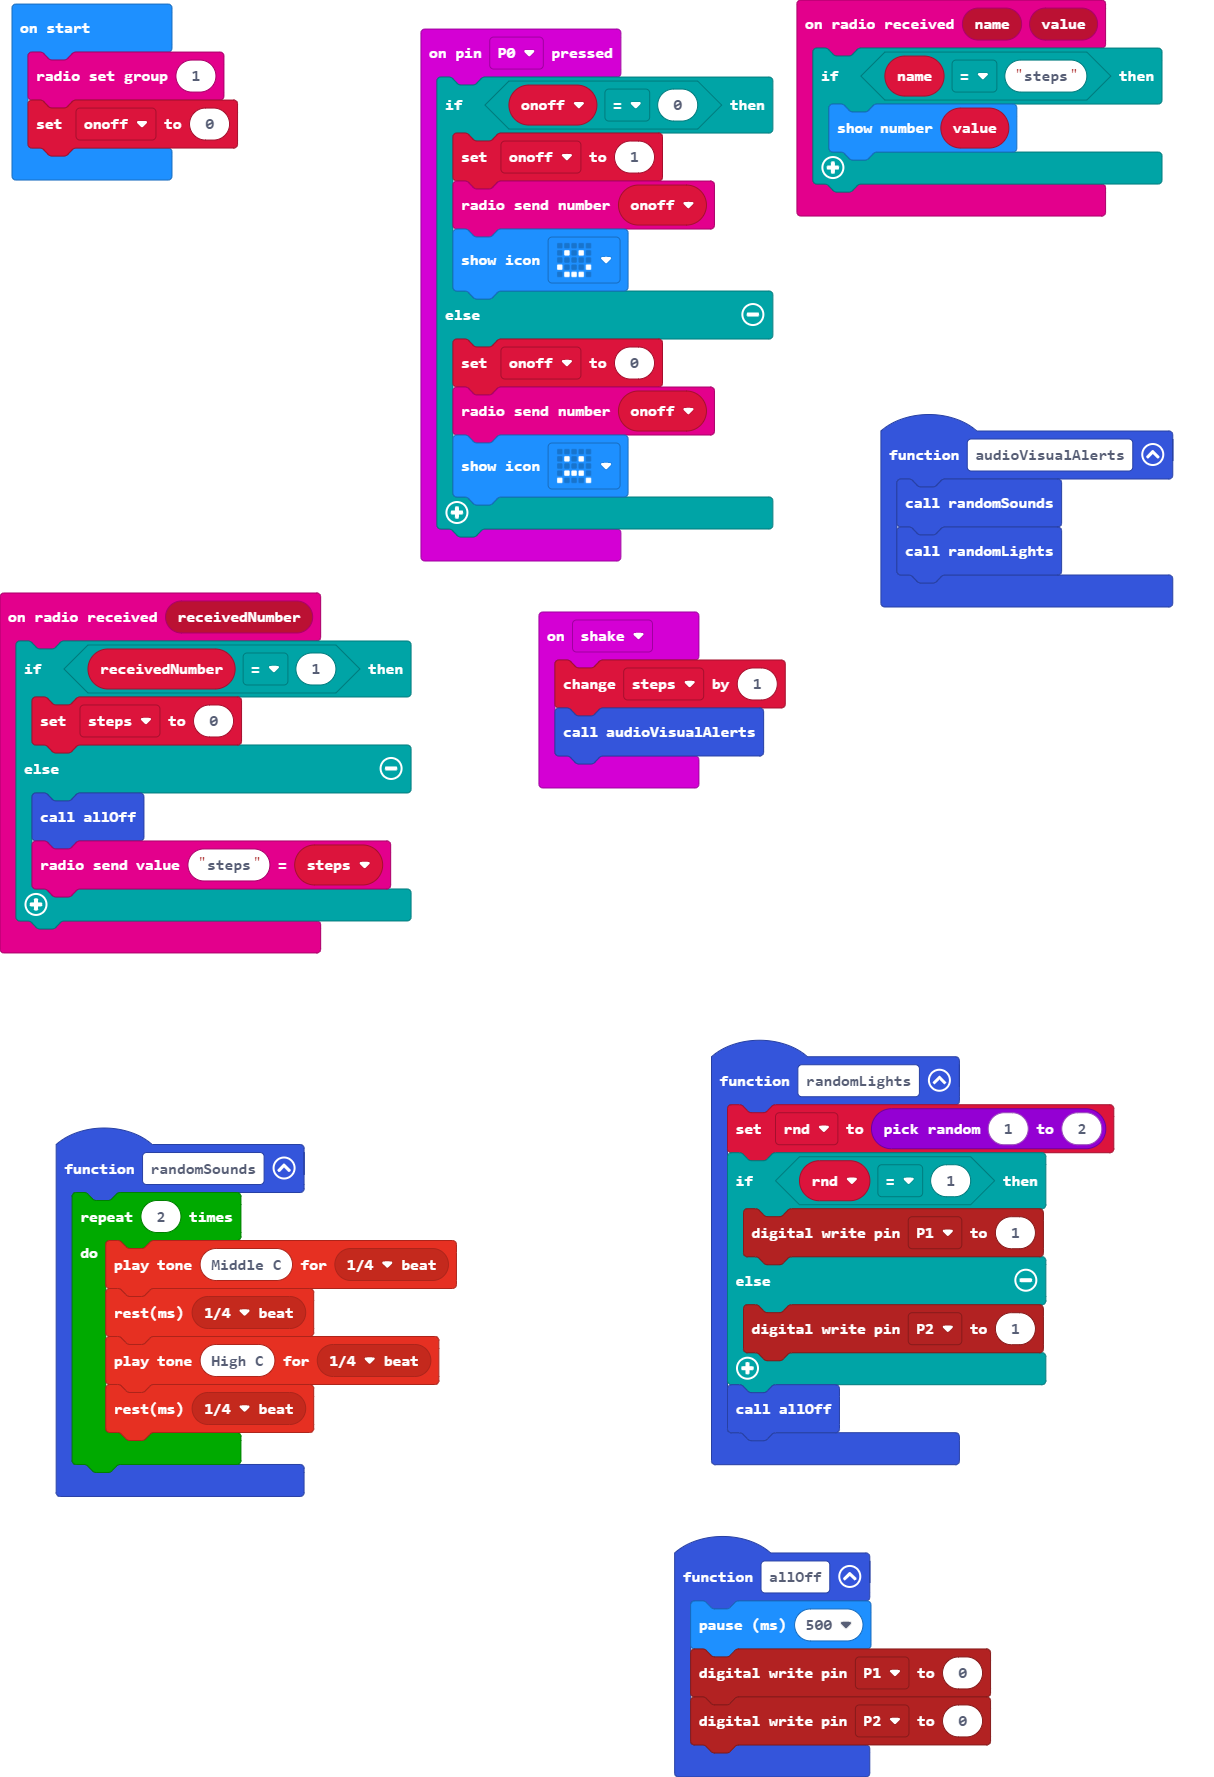 on start
radio set group 1
set onoff to 0
on pin P0 pressed
if onoff = 0 then
set onoff to 1
radio send number onoff
show icon
else
set onoff to 0
radio send number onoff
show icon
on radio received name value
if name = "steps" then
show number value
function audioVisualAlerts
call randomSounds
call randomLights
on radio received receivedNumber
if receivedNumber = 1 then
set steps to 0
else
call allOff
radio send value "steps" = steps
on shake
change steps by 1
call audioVisualAlerts
function randomSounds
repeat 2 times
do
play tone Middle C for 1/4 beat
rest(ms) 1/4 beat
play tone High C for 1/4 beat
rest(ms) 1/4 beat
function randomLights
set rnd to pick random 1 to 2
if rnd = 1 then
digital write pin P1 to 1
else
digital write pin P2 to 1
call allOff
function allOff
pause (ms) 500
digital write pin P1 to 0
digital write pin P2 to 0